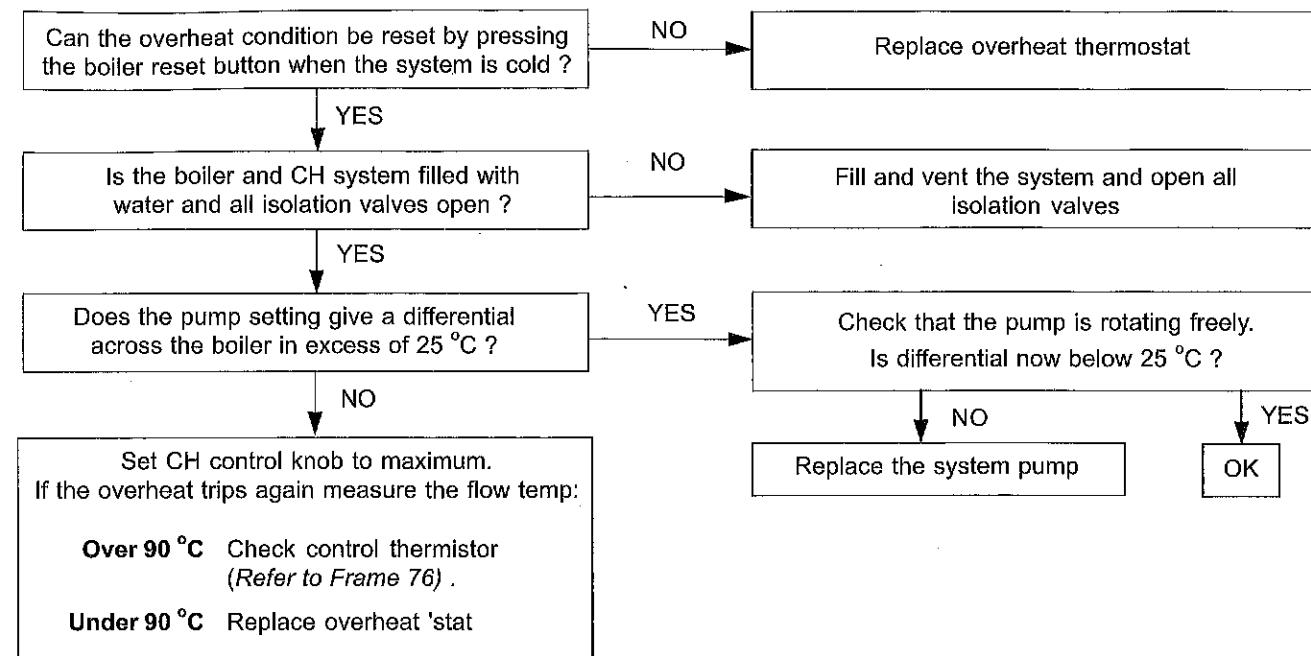 Can the overheat condition be reset by pressing
the boiler reset button when the system is cold ?
NO
Replace overheat thermostat
YES
Is the boiler and CH system filled with
water and all isolation valves open ?
NO
Fill and vent the system and open all
isolation valves
YES
Does the pump setting give a differential
across the boiler in excess of 25 °C ?
YES
Check that the pump is rotating freely.
Is differential now below 25 °C ?
NO
Set CH control knob to maximum.
If the overheat trips again measure the flow temp:
Over 90 °C Check control thermistor
(Refer to Frame 76) .
Under 90 °C Replace overheat 'stat
NO
Replace the system pump
YES
OK